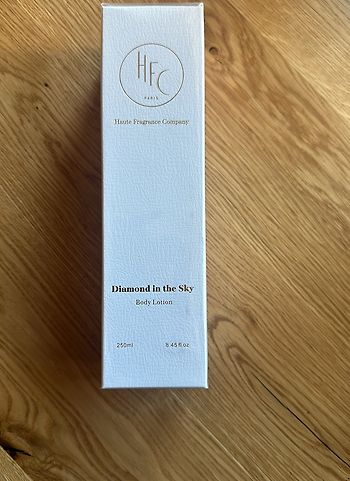 HFC
PARIS
Haute Fragrance Company
Diamond in the Sky
Body Lotion
250ml 8.45 fl.oz